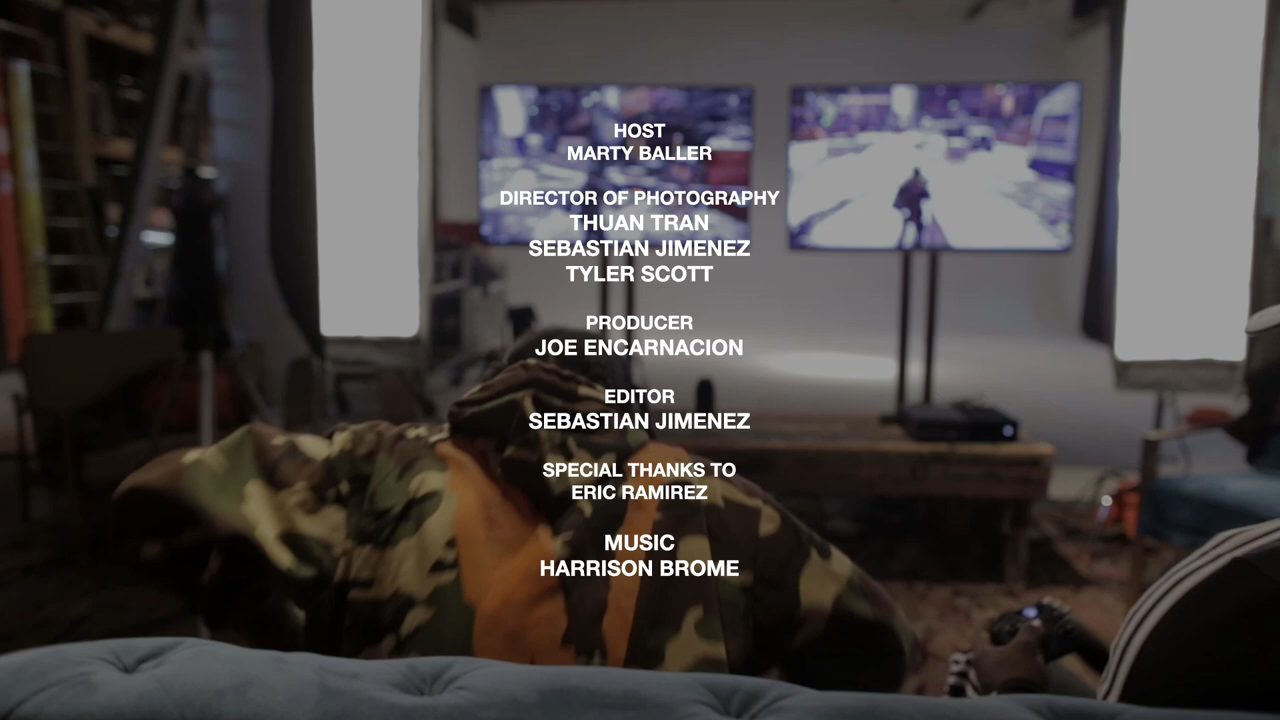 HOST
MARTY BALLER
DIRECTOR OF PHOTOGRAPHY
THUAN TRAN
SEBASTIAN JIMENEZ
TYLER SCOTT
PRODUCER
JOE ENCARNACION
EDITOR
SEBASTIAN JIMENEZ
SPECIAL THANKS TO
ERIC RAMIREZ
MUSIC
HARRISON BROME